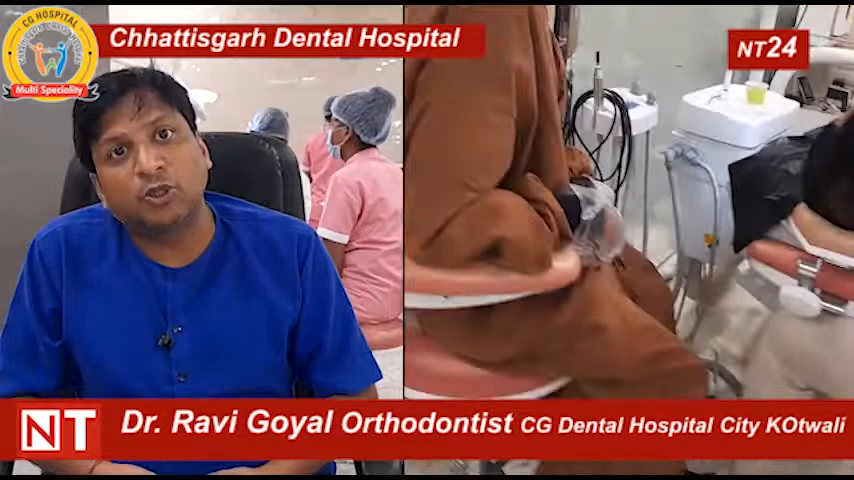 CG HOSPITAL
Multi Speciality
Chhattisgarh Dental Hospital
NT24
NT
Dr. Ravi Goyal Orthodontist CG Dental Hospital City KOtwali